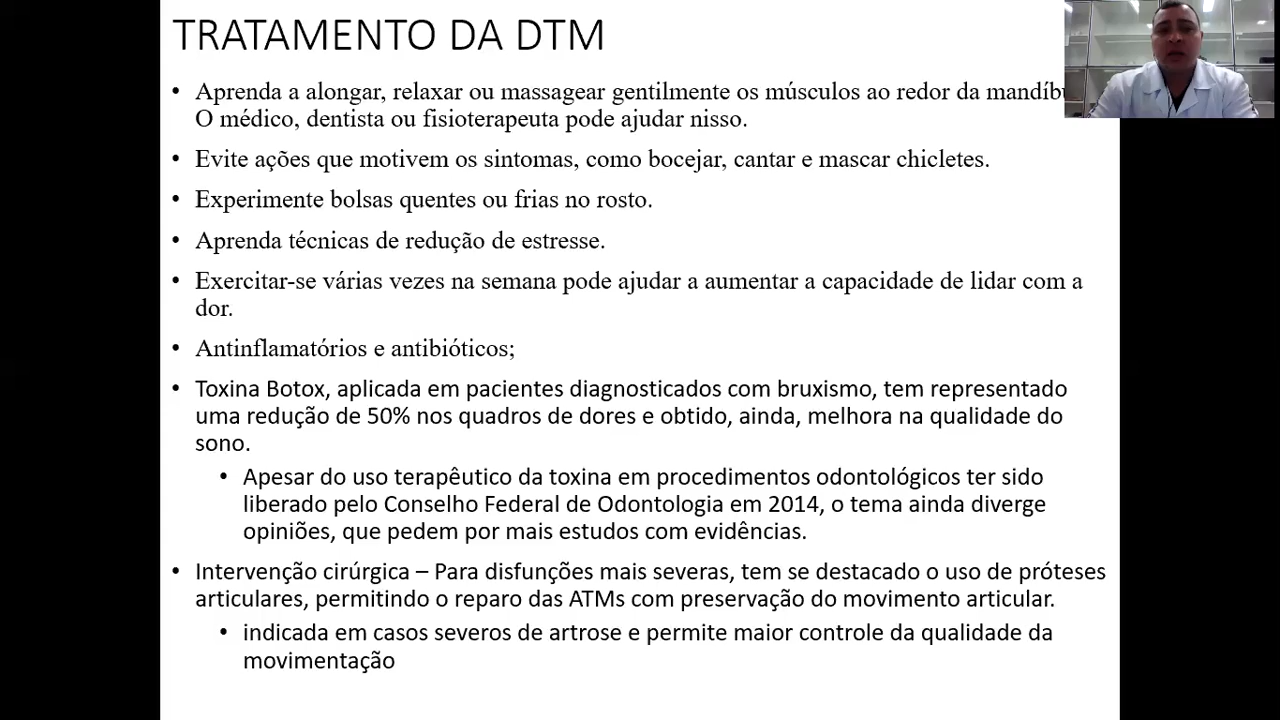 TRATAMENTO DA DTM
• Aprenda a alongar, relaxar ou massagear gentilmente os músculos ao redor da
O médico, dentista ou fisioterapeuta pode ajudar nisso.
• Evite ações que motivem os sintomas, como bocejar, cantar e mascar chicletes.
• Experimente bolsas quentes ou frias no rosto.
• Aprenda técnicas de redução de estresse.
• Exercitar-se várias vezes na semana pode ajudar a aumentar a capacidade de lidar com a
dor.
• Antinflamatórios e antibióticos;
• Toxina Botox, aplicada em pacientes diagnosticados com bruxismo, tem representado
uma redução de 50% nos quadros de dores e obtido, ainda, melhora na qualidade do
sono.
• Apesar do uso terapêutico da toxina em procedimentos odontológicos ter sido
liberado pelo Conselho Federal de Odontologia em 2014, o tema ainda diverge
opiniões, que pedem por mais estudos com evidências.
• Intervenção cirúrgica – Para disfunções mais severas, tem se destacado o uso de próteses
articulares, permitindo o reparo das ATMs com preservação do movimento articular.
• indicada em casos severos de artrose e permite maior controle da qualidade da
movimentação